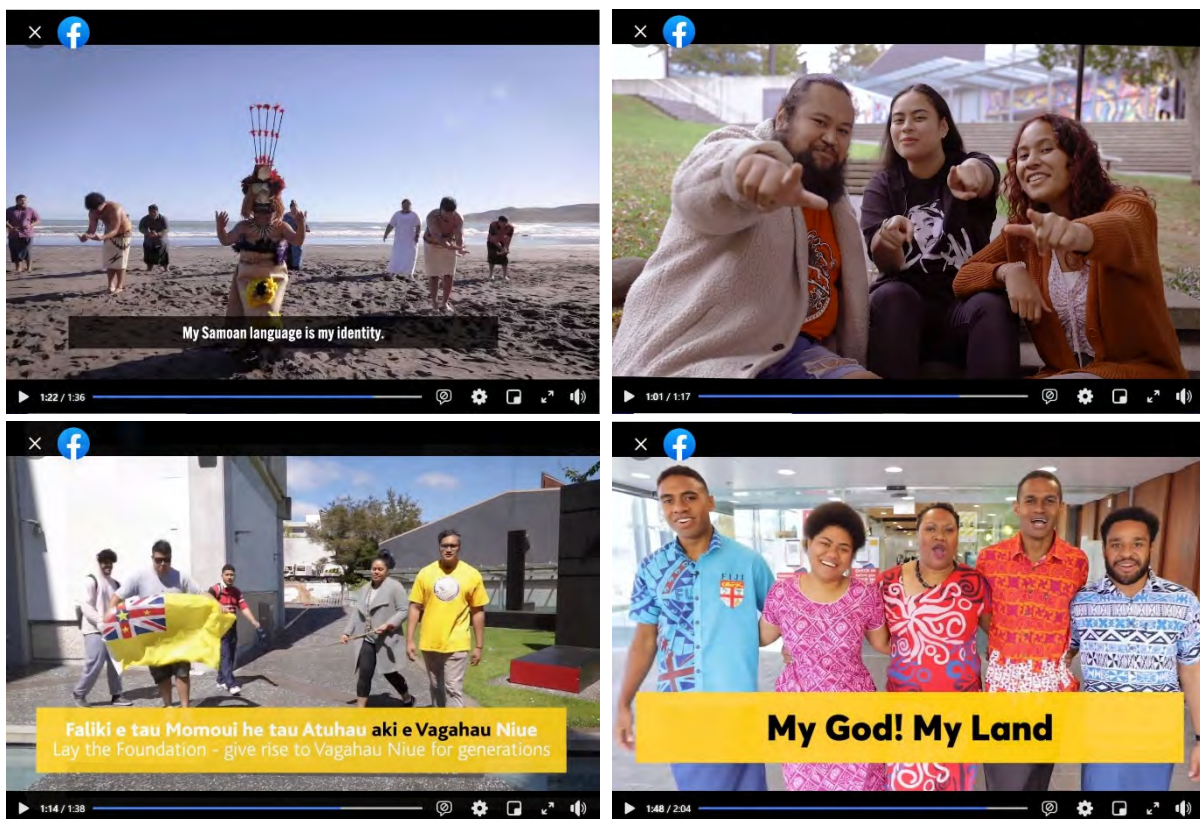 My Samoan language is my identity.
1:22 / 1:36
1:01 / 1:17
Faliki e tau Momoui he tau Atuhau aki e Vagahau Niue
Lay the Foundation - give rise to Vagahau Niue for generations
1:14 / 1:38
FIJI
My God! My Land
1:48 / 2:04